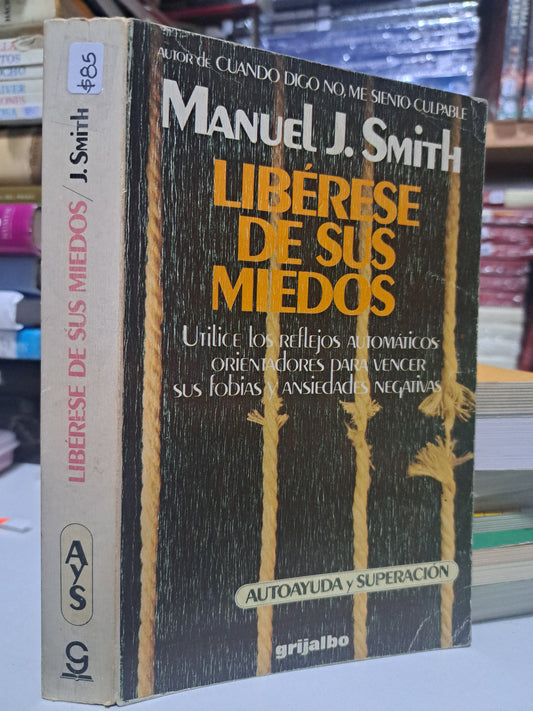 $85
LIBÉRESE DE SUS MIEDOS / J. SMITH
AyS
G
AUTOR de CUANDO DIGO NO, ME SIENTO CULPABLE
MANUEL J. SMITH
LIBÉRESE
DE SUS
MIEDOS
UTILICE LOS REFLEJOS AUTOMÁTICOS
ORIENTADORES PARA VENCER
SUS FOBIAS Y ANSIEDADES NEGATIVAS
AUTOAYUDA y SUPERACIÓN
grijalbo